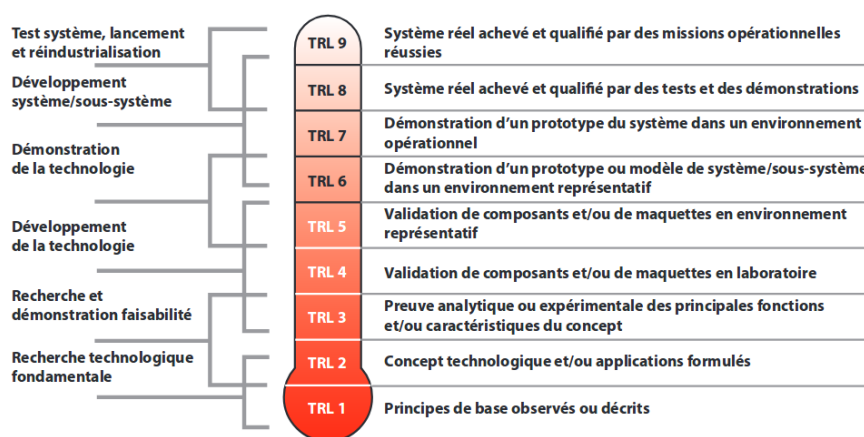 Test système, lancement
et réindustrialisation
Développement
système/sous-système
Démonstration
de la technologie
Développement
de la technologie
Recherche et
démonstration faisabilité
Recherche technologique
fondamentale
TRL 9
Système réel achevé et qualifié par des missions opérationnelles
réussies
TRL 8
Système réel achevé et qualifié par des tests et des démonstrations
TRL 7
Démonstration d’un prototype du système dans un environnement
opérationnel
TRL 6
Démonstration d’un prototype ou modèle de système/sous-système
dans un environnement représentatif
TRL 5
Validation de composants et/ou de maquettes en environnement
représentatif
TRL 4
Validation de composants et/ou de maquettes en laboratoire
TRL 3
Preuve analytique ou expérimentale des principales fonctions
et/ou caractéristiques du concept
TRL 2
Concept technologique et/ou applications formulés
TRL 1
Principes de base observés ou décrits